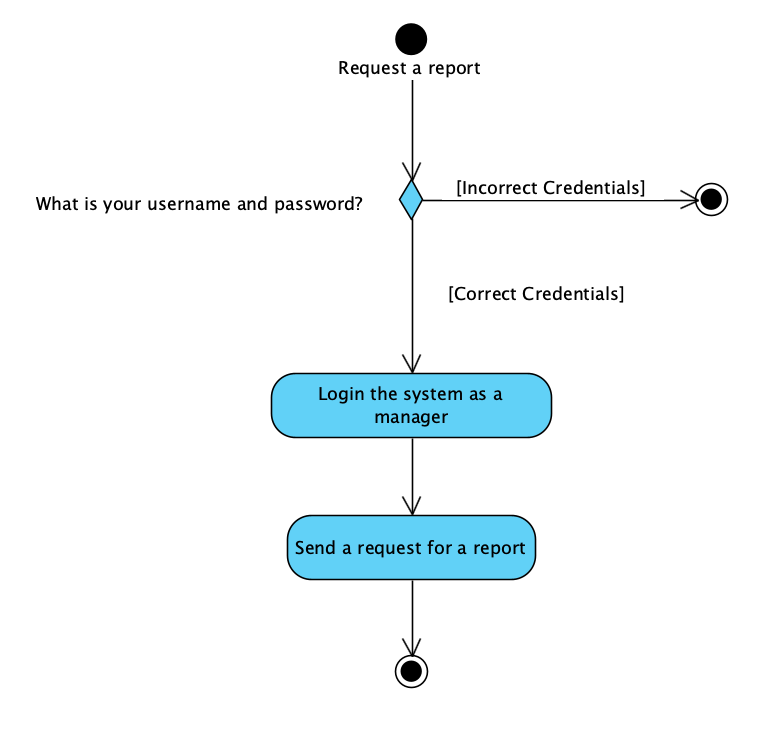 Request a report
[Incorrect Credentials]
What is your username and password?
[Correct Credentials]
Login the system as a
manager
Send a request for a report